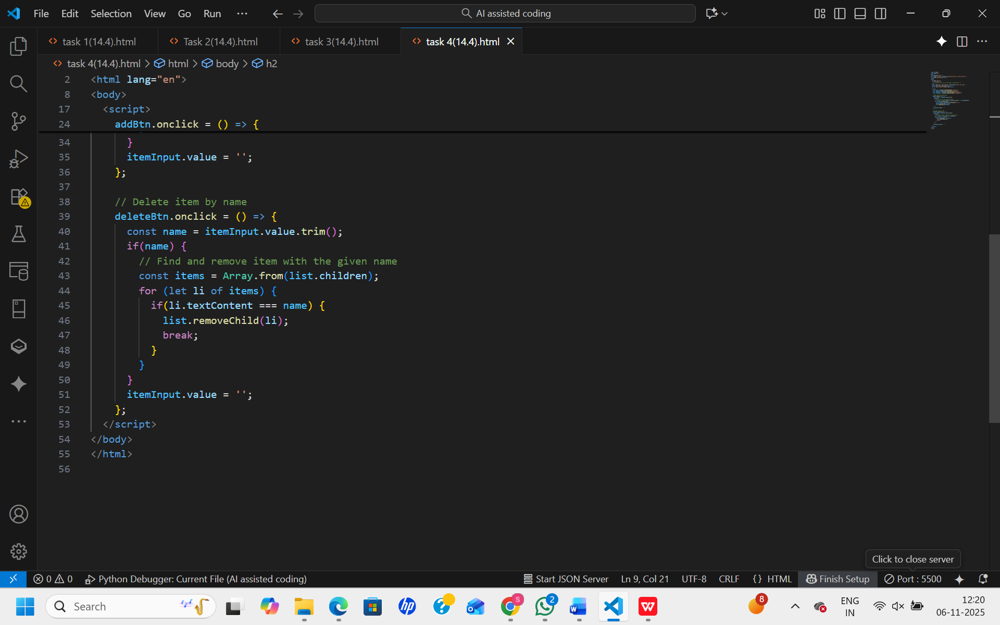 File Edit Selection View Go Run ··· AI assisted coding
task 1(14.4).html Task 2(14.4).html task 3(14.4).html task 4(14.4).html
task 4(14.4).html > html > body > h2
2 <html lang="en">
8 <body>
17 <script>
24 addBtn.onclick = () => {
34 }
35 itemInput.value = '';
36 };
37
38 // Delete item by name
39 deleteBtn.onclick = () => {
40 const name = itemInput.value.trim();
41 if(name) {
42 // Find and remove item with the given name
43 const items = Array.from(list.children);
44 for (let li of items) {
45 if(li.textContent === name) {
46 list.removeChild(li);
47 break;
48 }
49 }
50 }
51 itemInput.value = '';
52 };
53 </script>
54 </body>
55 </html>
56
Click to close server
0 0 Python Debugger: Current File (AI assisted coding) Start JSON Server Ln 9, Col 21 UTF-8 CRLF {} HTML Finish Setup Port : 5500
Search hp ? S 2 8 ENG 12:20
IN 06-11-2025